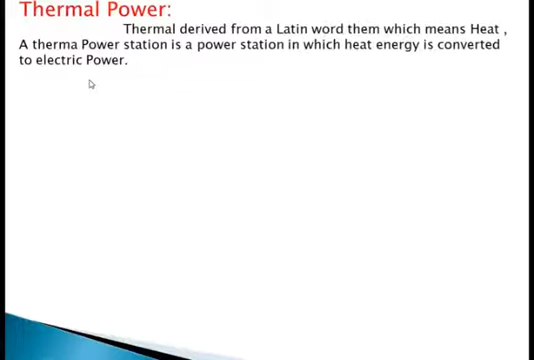 Thermal Power:
Thermal derived from a Latin word them which means Heat ,
A therma Power station is a power station in which heat energy is converted
to electric Power.